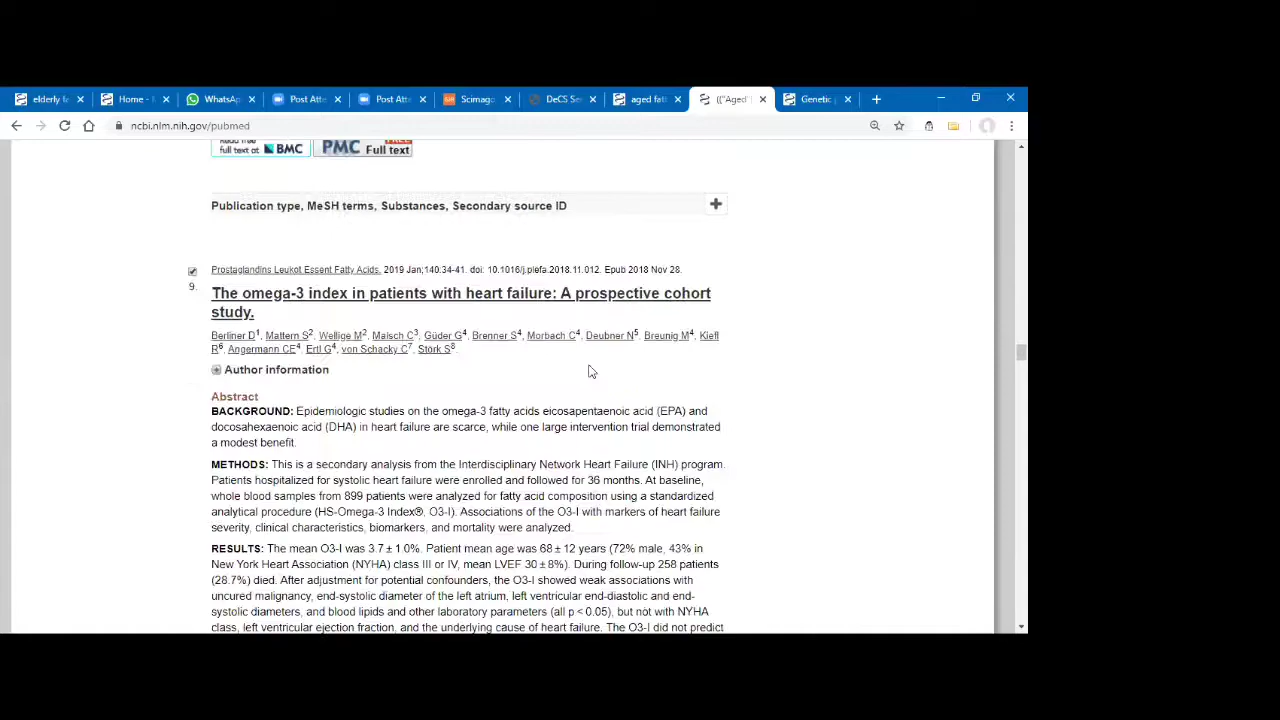 elderly fa
Home -
WhatsAp
Post Atte
Post Atte
Scimago
DeCS Se
aged fatt
(("Aged"
Genetic
ncbi.nlm.nih.gov/pubmed
full text at BMC
FREE
PMC Full text
Publication type, MeSH terms, Substances, Secondary source ID
Prostaglandins Leukot Essent Fatty Acids. 2019 Jan;140:34-41. doi: 10.1016/j.plefa.2018.11.012. Epub 2018 Nov 28.
9.
The omega-3 index in patients with heart failure: A prospective cohort
study.
Berliner D1, Mattern S2, Wellige M2, Malsch C3, Güder G4, Brenner S4, Morbach C4, Deubner N5, Breunig M4, Kiefl
R6, Angermann CE4, Ertl G4, von Schacky C7, Störk S8.
Author information
Abstract
BACKGROUND: Epidemiologic studies on the omega-3 fatty acids eicosapentaenoic acid (EPA) and
docosahexaenoic acid (DHA) in heart failure are scarce, while one large intervention trial demonstrated
a modest benefit.
METHODS: This is a secondary analysis from the Interdisciplinary Network Heart Failure (INH) program.
Patients hospitalized for systolic heart failure were enrolled and followed for 36 months. At baseline,
whole blood samples from 899 patients were analyzed for fatty acid composition using a standardized
analytical procedure (HS-Omega-3 Index®, O3-I). Associations of the O3-I with markers of heart failure
severity, clinical characteristics, biomarkers, and mortality were analyzed.
RESULTS: The mean O3-I was 3.7 ± 1.0%. Patient mean age was 68 ± 12 years (72% male, 43% in
New York Heart Association (NYHA) class III or IV, mean LVEF 30 ± 8%). During follow-up 258 patients
(28.7%) died. After adjustment for potential confounders, the O3-I showed weak associations with
uncured malignancy, end-systolic diameter of the left atrium, left ventricular end-diastolic and end-
systolic diameters, and blood lipids and other laboratory parameters (all p < 0.05), but not with NYHA
class, left ventricular ejection fraction, and the underlying cause of heart failure. The O3-I did not predict